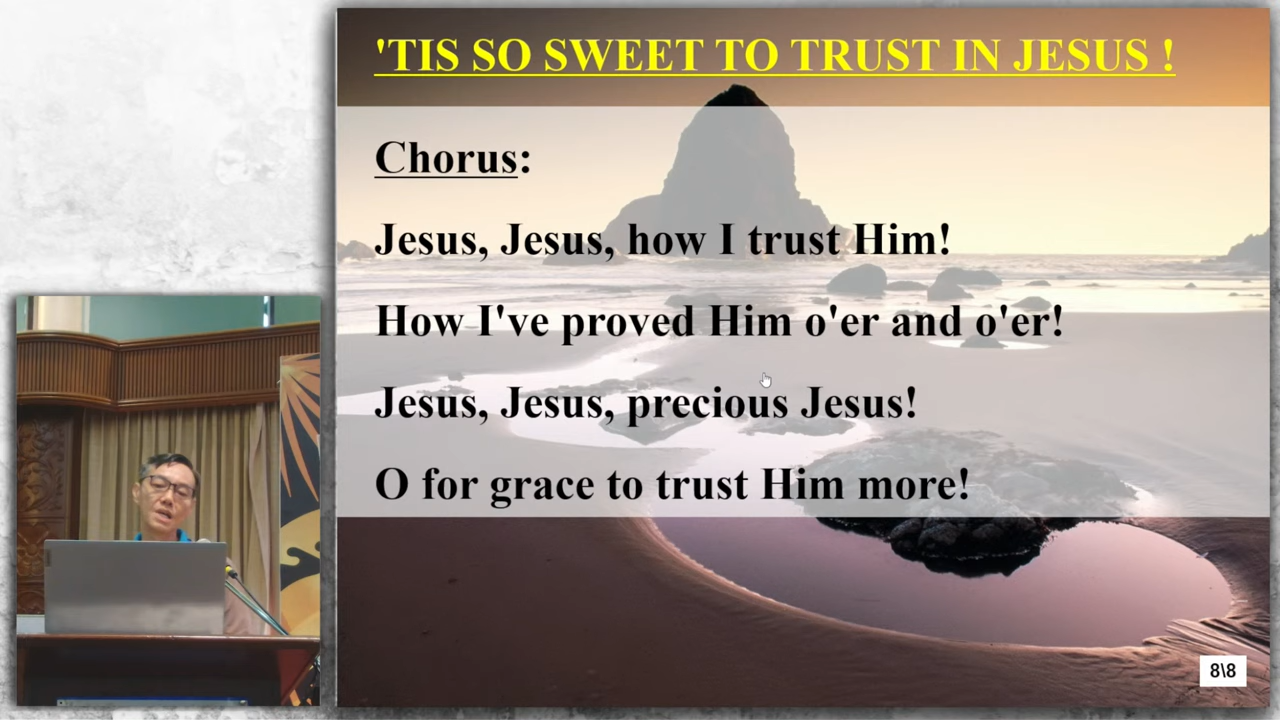 'TIS SO SWEET TO TRUST IN JESUS !
Chorus:
Jesus, Jesus, how I trust Him!
How I've proved Him o'er and o'er!
Jesus, Jesus, precious Jesus!
O for grace to trust Him more!
8\8